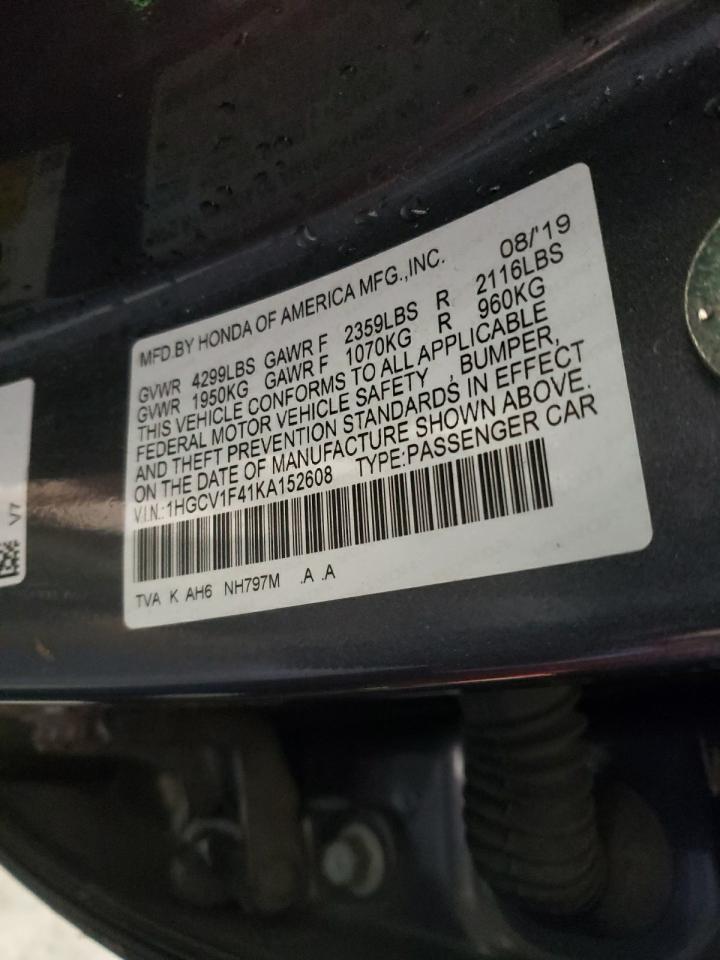 MFD.BY HONDA OF AMERICA MFG.,INC. 08/'19
GVWR 4299LBS GAWR F 2359LBS R 2116LBS
GVWR 1950KG GAWR F 1070KG R 960KG
THIS VEHICLE CONFORMS TO ALL APPLICABLE
FEDERAL MOTOR VEHICLE SAFETY , BUMPER,
AND THEFT PREVENTION STANDARDS IN EFFECT
ON THE DATE OF MANUFACTURE SHOWN ABOVE.
V.I.N.:1HGCV1F41KA152608 TYPE:PASSENGER CAR
TVA K AH6 NH797M .A .A
V7